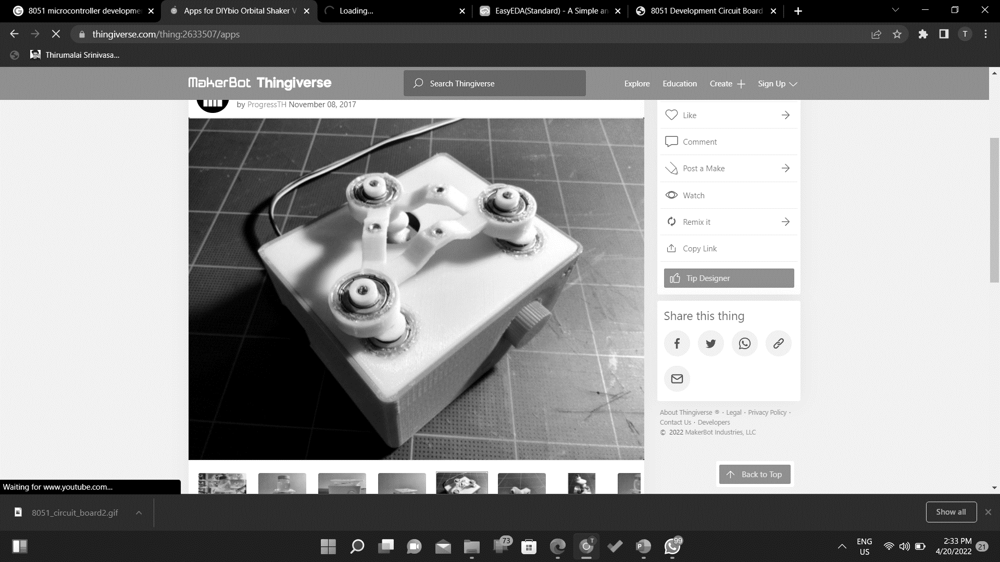 8051 microcontroller developme
Apps for DIYbio Orbital Shaker V
Loading...
EasyEDA(Standard) - A Simple an
8051 Development Circuit Board
thingiverse.com/thing:2633507/apps
T
Thirumalai Srinivasa...
MakerBot Thingiverse
Search Thingiverse
Explore
Education
Create
Sign Up
by ProgressTH November 08, 2017
Like
Comment
Post a Make
Watch
Remix it
Copy Link
Tip Designer
Share this thing
About Thingiverse ® · Legal · Privacy Policy ·
Contact Us · Developers
© 2022 MakerBot Industries, LLC
Back to Top
Waiting for www.youtube.com...
8051_circuit_board2.gif
Show all
73
T
P
99
ENG
US
2:33 PM
4/20/2022
21